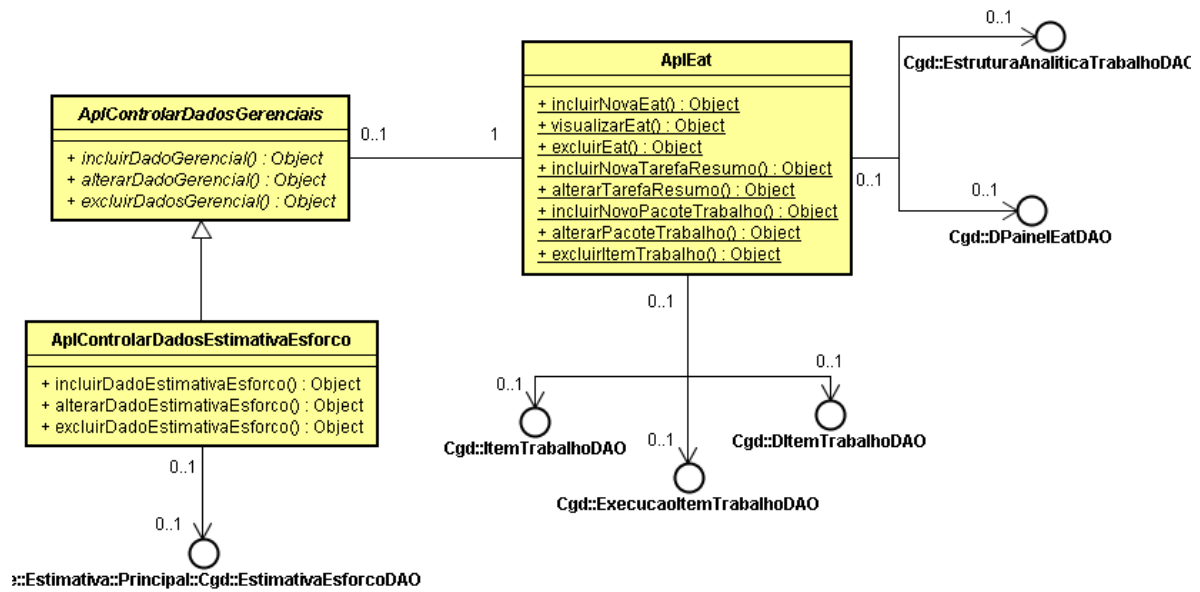 0..1
Cgd::EstruturaAnaliticaTrabalhoDAO
AplEat
+ incluirNovaEat() : Object
+ visualizarEat() : Object
+ excluirEat() : Object
+ incluirNovaTarefaResumo() : Object
+ alterarTarefaResumo() : Object
+ incluirNovoPacoteTrabalho() : Object
+ alterarPacoteTrabalho() : Object
+ excluirItemTrabalho() : Object
AplControlarDadosGerenciais
+ incluirDadoGerencial() : Object
+ alterarDadoGerencial() : Object
+ excluirDadosGerencial() : Object
0..1
1
0..1
0..1
Cgd::DPainelEatDAO
0..1
AplControlarDadosEstimativaEsforco
+ incluirDadoEstimativaEsforco() : Object
+ alterarDadoEstimativaEsforco() : Object
+ excluirDadoEstimativaEsforco() : Object
0..1
0..1
Cgd::ItemTrabalhoDAO
0..1
Cgd::DItemTrabalhoDAO
0..1
Cgd::ExecucaoItemTrabalhoDAO
0..1
0..1
e::Estimativa::Principal::Cgd::EstimativaEsforcoDAO